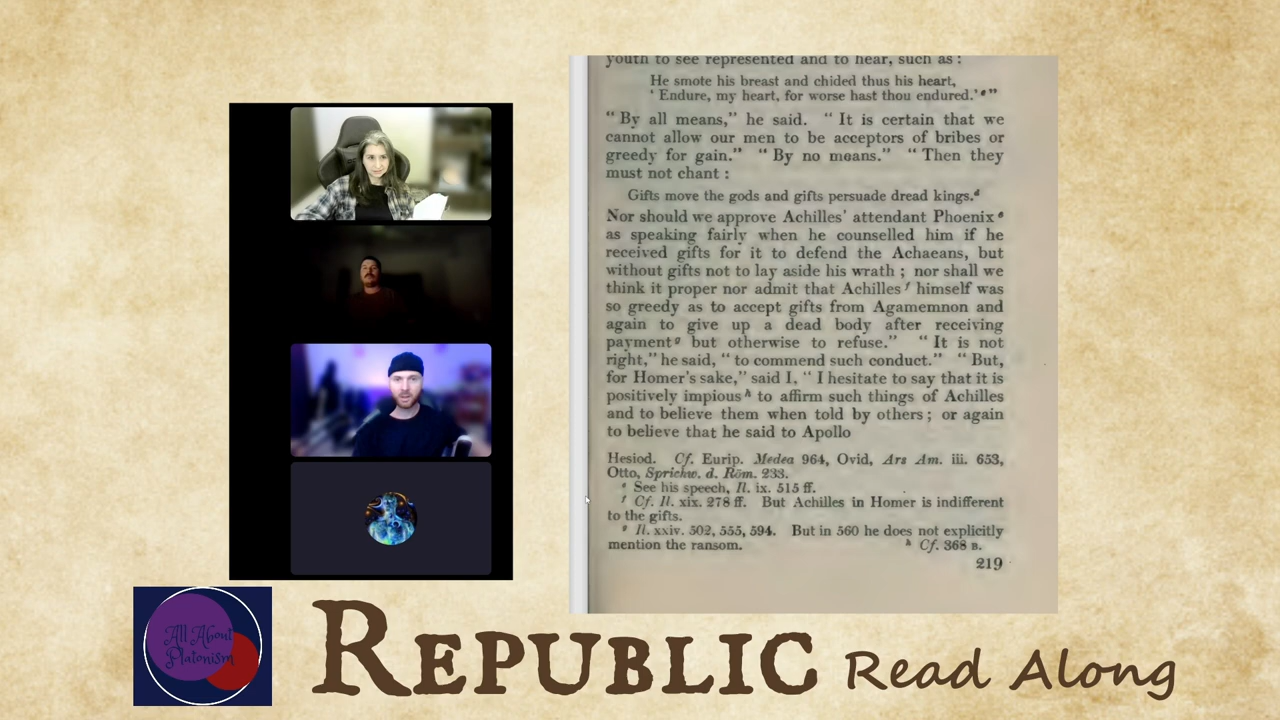 youth to see represented and to hear, such as :
He smote his breast and chided thus his heart,
‘ Endure, my heart, for worse hast thou endured.’ c”
“ By all means,” he said. “ It is certain that we
cannot allow our men to be acceptors of bribes or
greedy for gain.” “ By no means.” “ Then they
must not chant :
Gifts move the gods and gifts persuade dread kings.d
Nor should we approve Achilles’ attendant Phoenix e
as speaking fairly when he counselled him if he
received gifts for it to defend the Achaeans, but
without gifts not to lay aside his wrath ; nor shall we
think it proper nor admit that Achilles f himself was
so greedy as to accept gifts from Agamemnon and
again to give up a dead body after receiving
payment g but otherwise to refuse.” “ It is not
right,” he said, “ to commend such conduct.” “ But,
for Homer’s sake,” said I, “ I hesitate to say that it is
positively impious h to affirm such things of Achilles
and to believe them when told by others ; or again
to believe that he said to Apollo
Hesiod. Cf. Eurip. Medea 964, Ovid, Ars Am. iii. 653,
Otto, Sprichw. d. Röm. 233.
e See his speech, Il. ix. 515 ff.
f Cf. Il. xix. 278 ff. But Achilles in Homer is indifferent
to the gifts.
g Il. xxiv. 502, 555, 594. But in 560 he does not explicitly
mention the ransom. h Cf. 368 B.
219
All About
Platonism
REPUBLIC Read Along